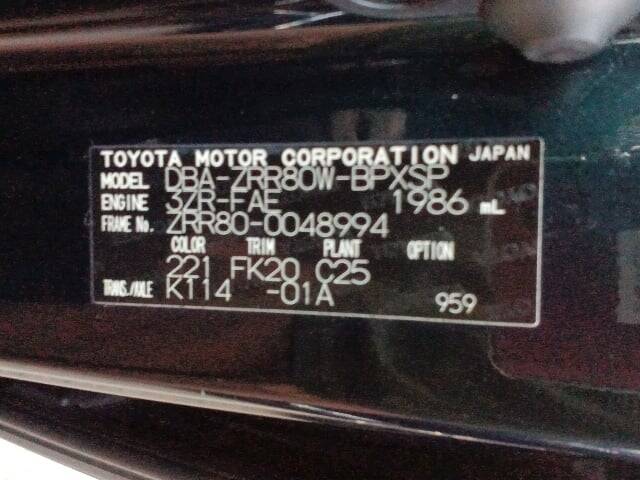 TOYOTA MOTOR CORPORATION JAPAN
MODEL DBA-ZRR80W-BPXSP
ENGINE 3ZR-FAE 1986 mL
FRAME No. ZRR80-0048994
COLOR TRIM PLANT OPTION
221 FK20 C25
TRANS./AXLE K114 -01A 959